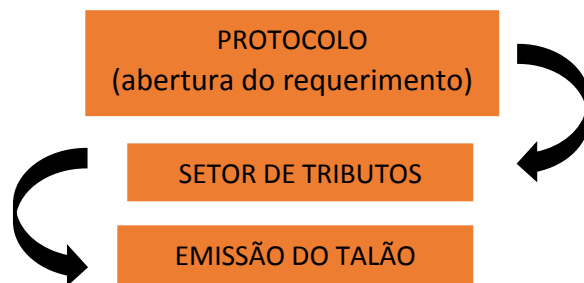 PROTOCOLO
(abertura do requerimento)
SETOR DE TRIBUTOS
EMISSÃO DO TALÃO